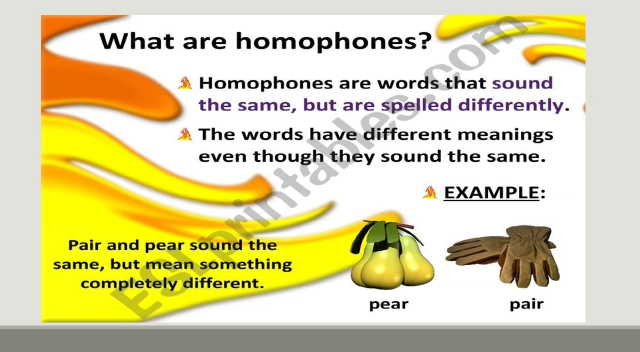 What are homophones?
Homophones are words that sound
the same, but are spelled differently.
The words have different meanings
even though they sound the same.
EXAMPLE:
Pair and pear sound the
same, but mean something
completely different.
pear
pair
ESLprintables.com